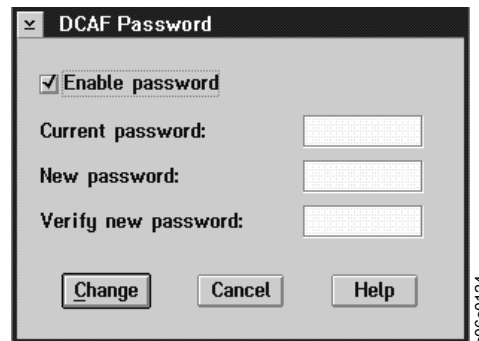 DCAF Password
Enable password
Current password:
New password:
Verify new password:
Change Cancel Help